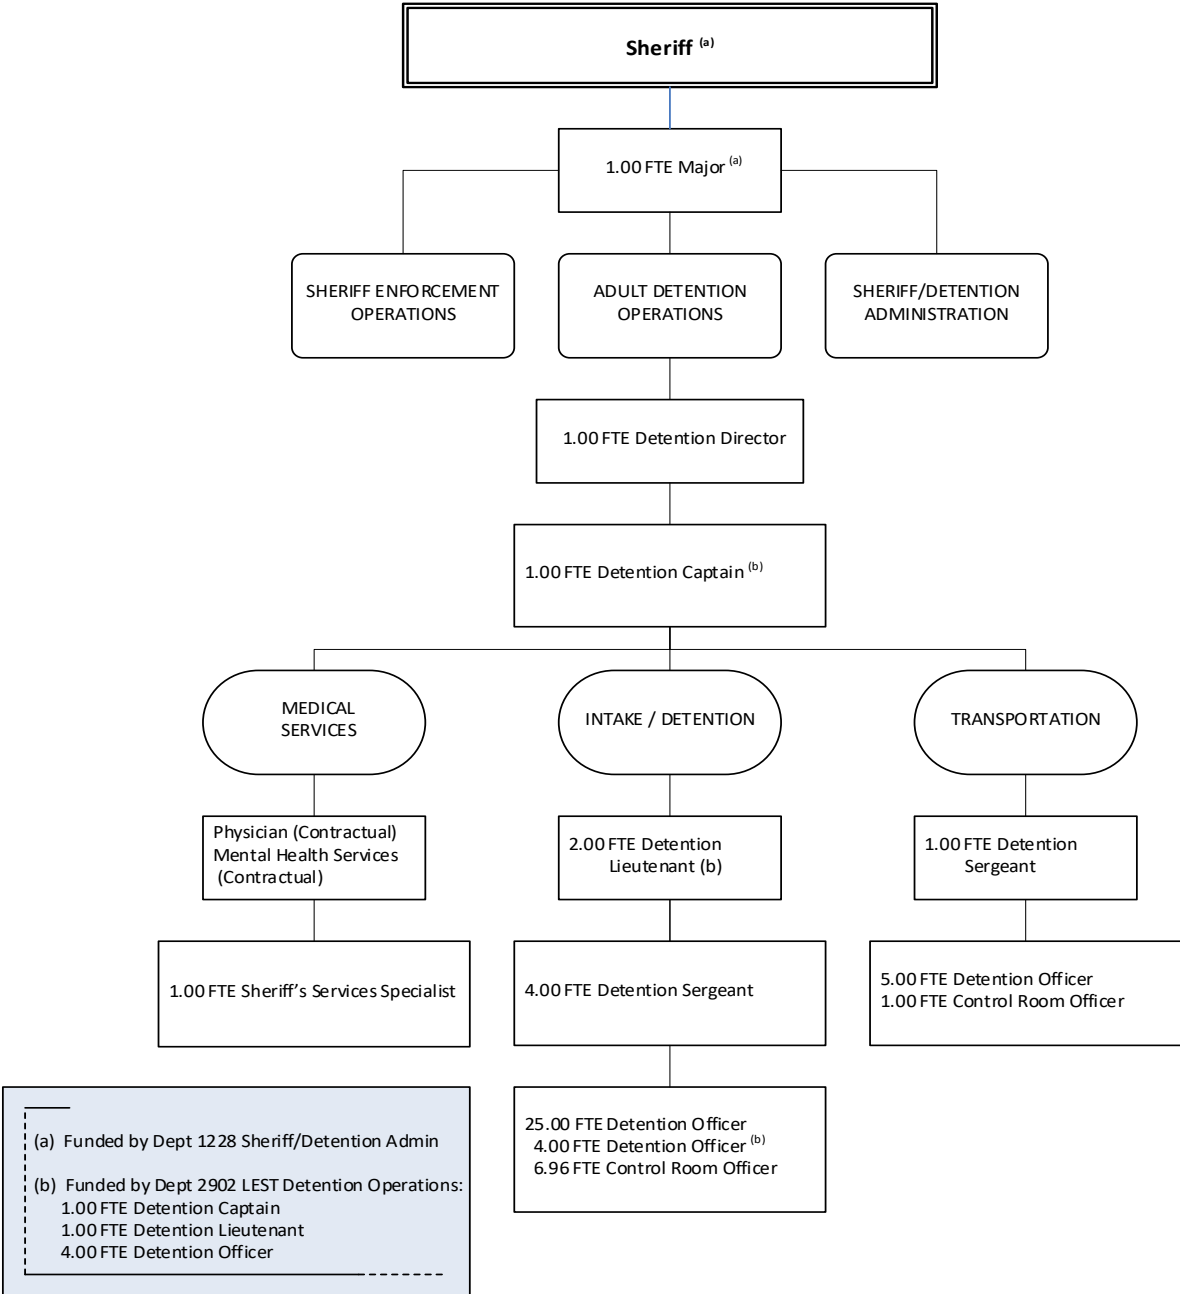 Sheriff (a)
1.00 FTE Major (a)
SHERIFF ENFORCEMENT
OPERATIONS
ADULT DETENTION
OPERATIONS
SHERIFF/DETENTION
ADMINISTRATION
1.00 FTE Detention Director
1.00 FTE Detention Captain (b)
MEDICAL
SERVICES
INTAKE / DETENTION
TRANSPORTATION
Physician (Contractual)
Mental Health Services
(Contractual)
2.00 FTE Detention
Lieutenant (b)
1.00 FTE Detention
Sergeant
1.00 FTE Sheriff’s Services Specialist
4.00 FTE Detention Sergeant
5.00 FTE Detention Officer
1.00 FTE Control Room Officer
25.00 FTE Detention Officer
4.00 FTE Detention Officer (b)
6.96 FTE Control Room Officer
(a) Funded by Dept 1228 Sheriff/Detention Admin
(b) Funded by Dept 2902 LEST Detention Operations:
1.00 FTE Detention Captain
1.00 FTE Detention Lieutenant
4.00 FTE Detention Officer